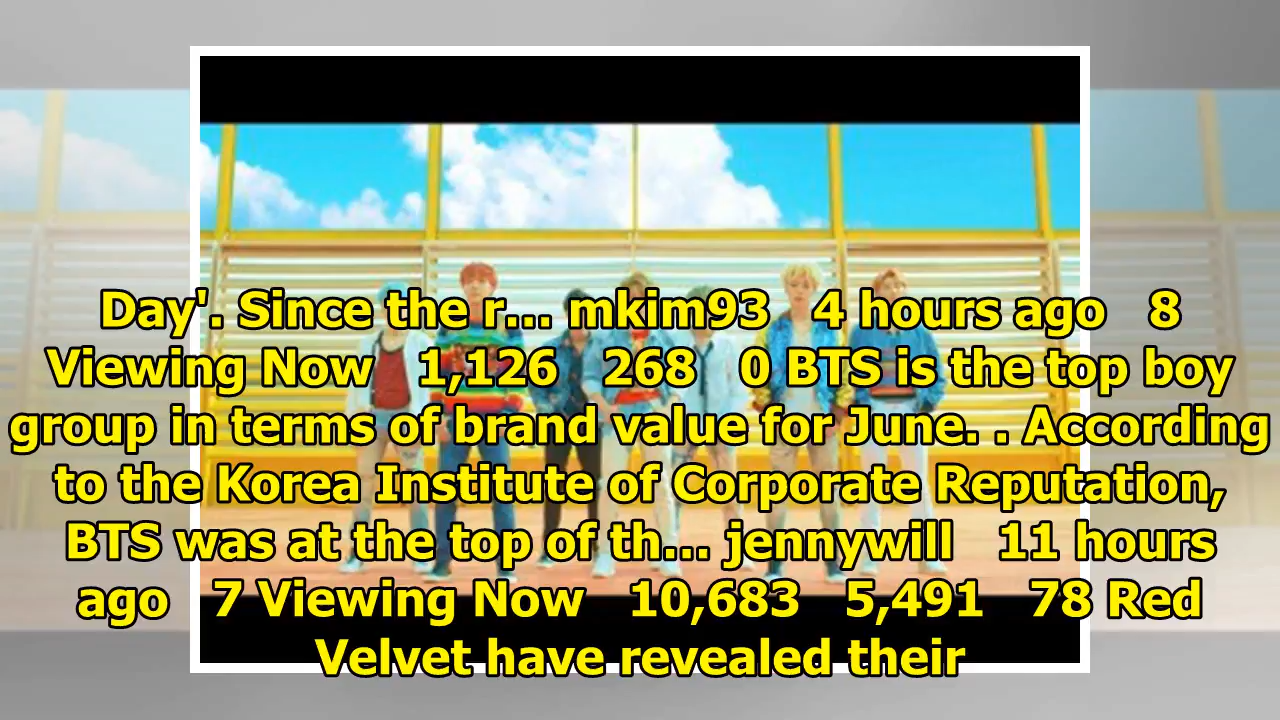 Day'. Since the r... mkim93 4 hours ago 8
Viewing Now 1,126 268 0 BTS is the top boy
group in terms of brand value for June. . According
to the Korea Institute of Corporate Reputation,
BTS was at the top of th... jennywill 11 hours
ago 7 Viewing Now 10,683 5,491 78 Red
Velvet have revealed their